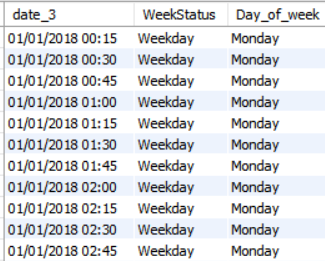 date_3 WeekStatus Day_of_week
01/01/2018 00:15 Weekday Monday
01/01/2018 00:30 Weekday Monday
01/01/2018 00:45 Weekday Monday
01/01/2018 01:00 Weekday Monday
01/01/2018 01:15 Weekday Monday
01/01/2018 01:30 Weekday Monday
01/01/2018 01:45 Weekday Monday
01/01/2018 02:00 Weekday Monday
01/01/2018 02:15 Weekday Monday
01/01/2018 02:30 Weekday Monday
01/01/2018 02:45 Weekday Monday